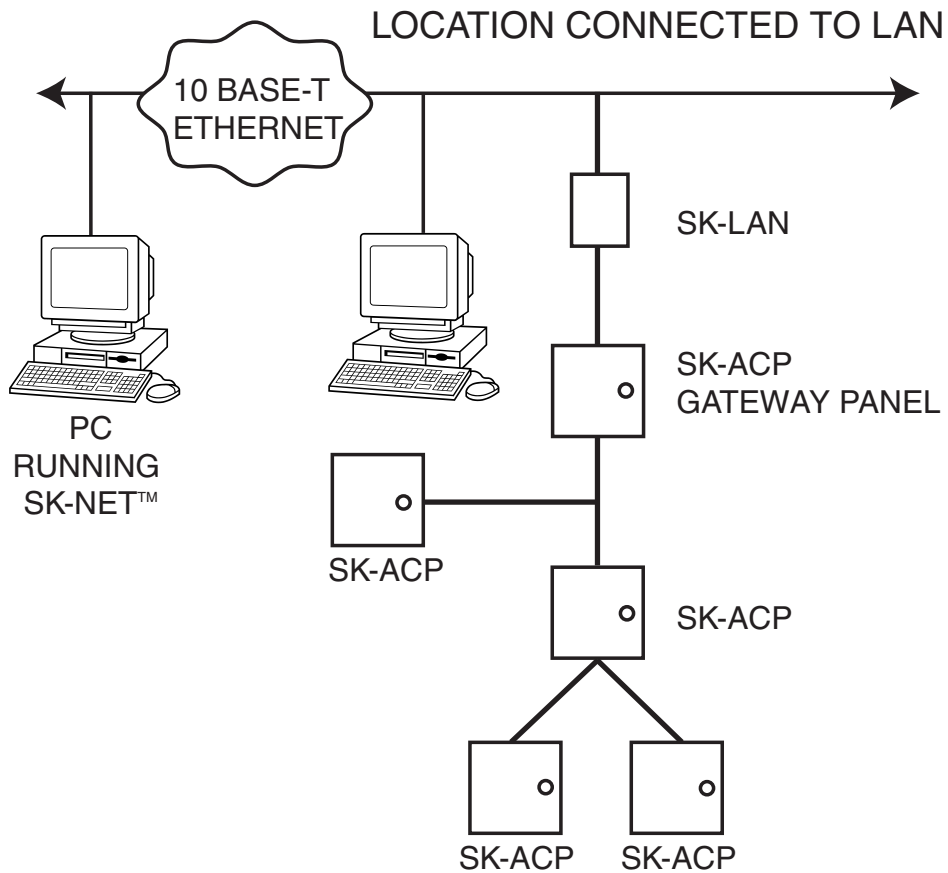 LOCATION CONNECTED TO LAN
10 BASE-T
ETHERNET
SK-LAN
SK-ACP
GATEWAY PANEL
PC
RUNNING
SK-NET™
SK-ACP
SK-ACP
SK-ACP
SK-ACP